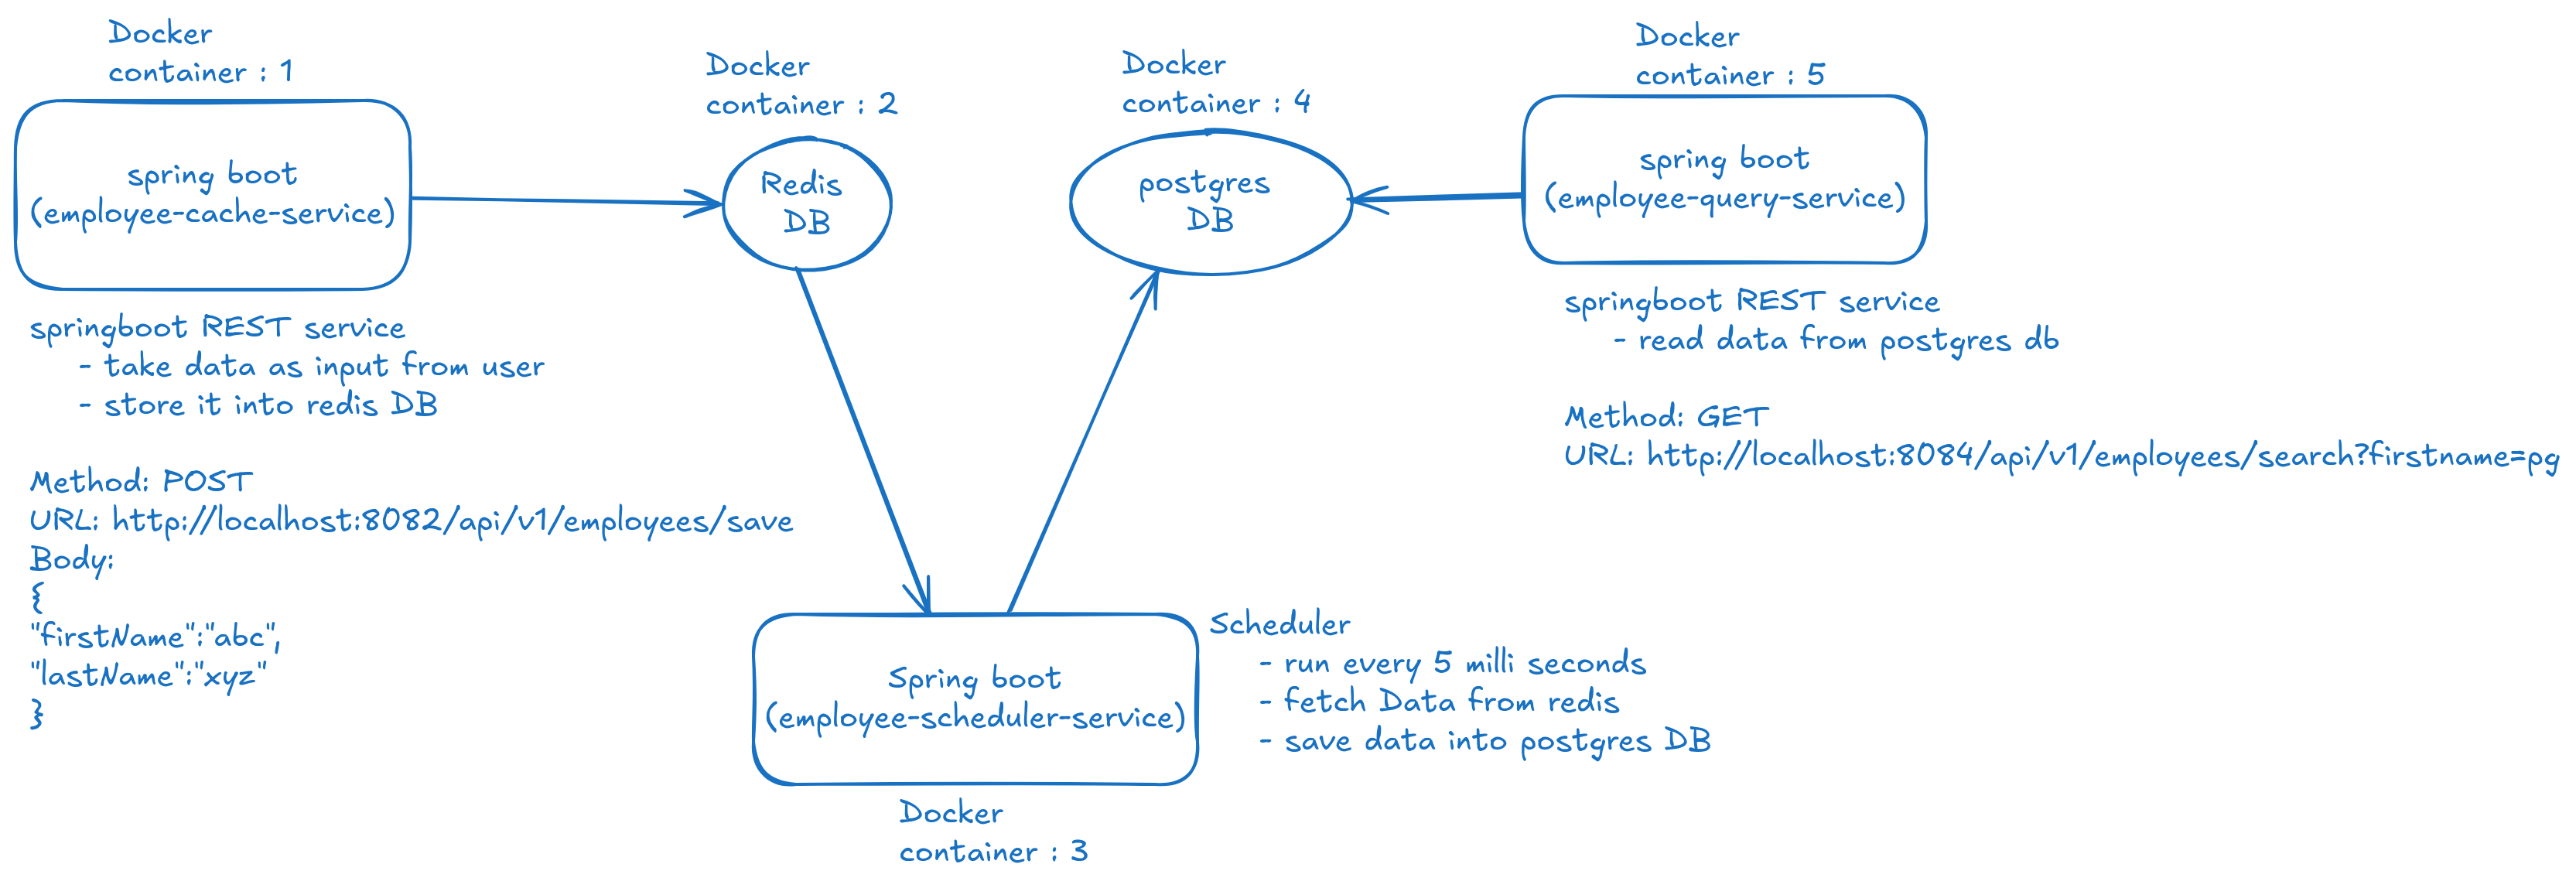 Docker
container : 1
spring boot
(employee-cache-service)
springboot REST service
- take data as input from user
- store it into redis DB
Method: POST
URL: http://localhost:8082/api/v1/employees/save
Body:
{
"firstName":"abc",
"lastName":"xyz"
}
Docker
container : 2
Redis
DB
Docker
container : 4
postgres
DB
Docker
container : 5
spring boot
(employee-query-service)
springboot REST service
- read data from postgres db
Method: GET
URL: http://localhost:8084/api/v1/employees/search?firstname=pg
Spring boot
(employee-scheduler-service)
Scheduler
- run every 5 milli seconds
- fetch Data from redis
- save data into postgres DB
Docker
container : 3